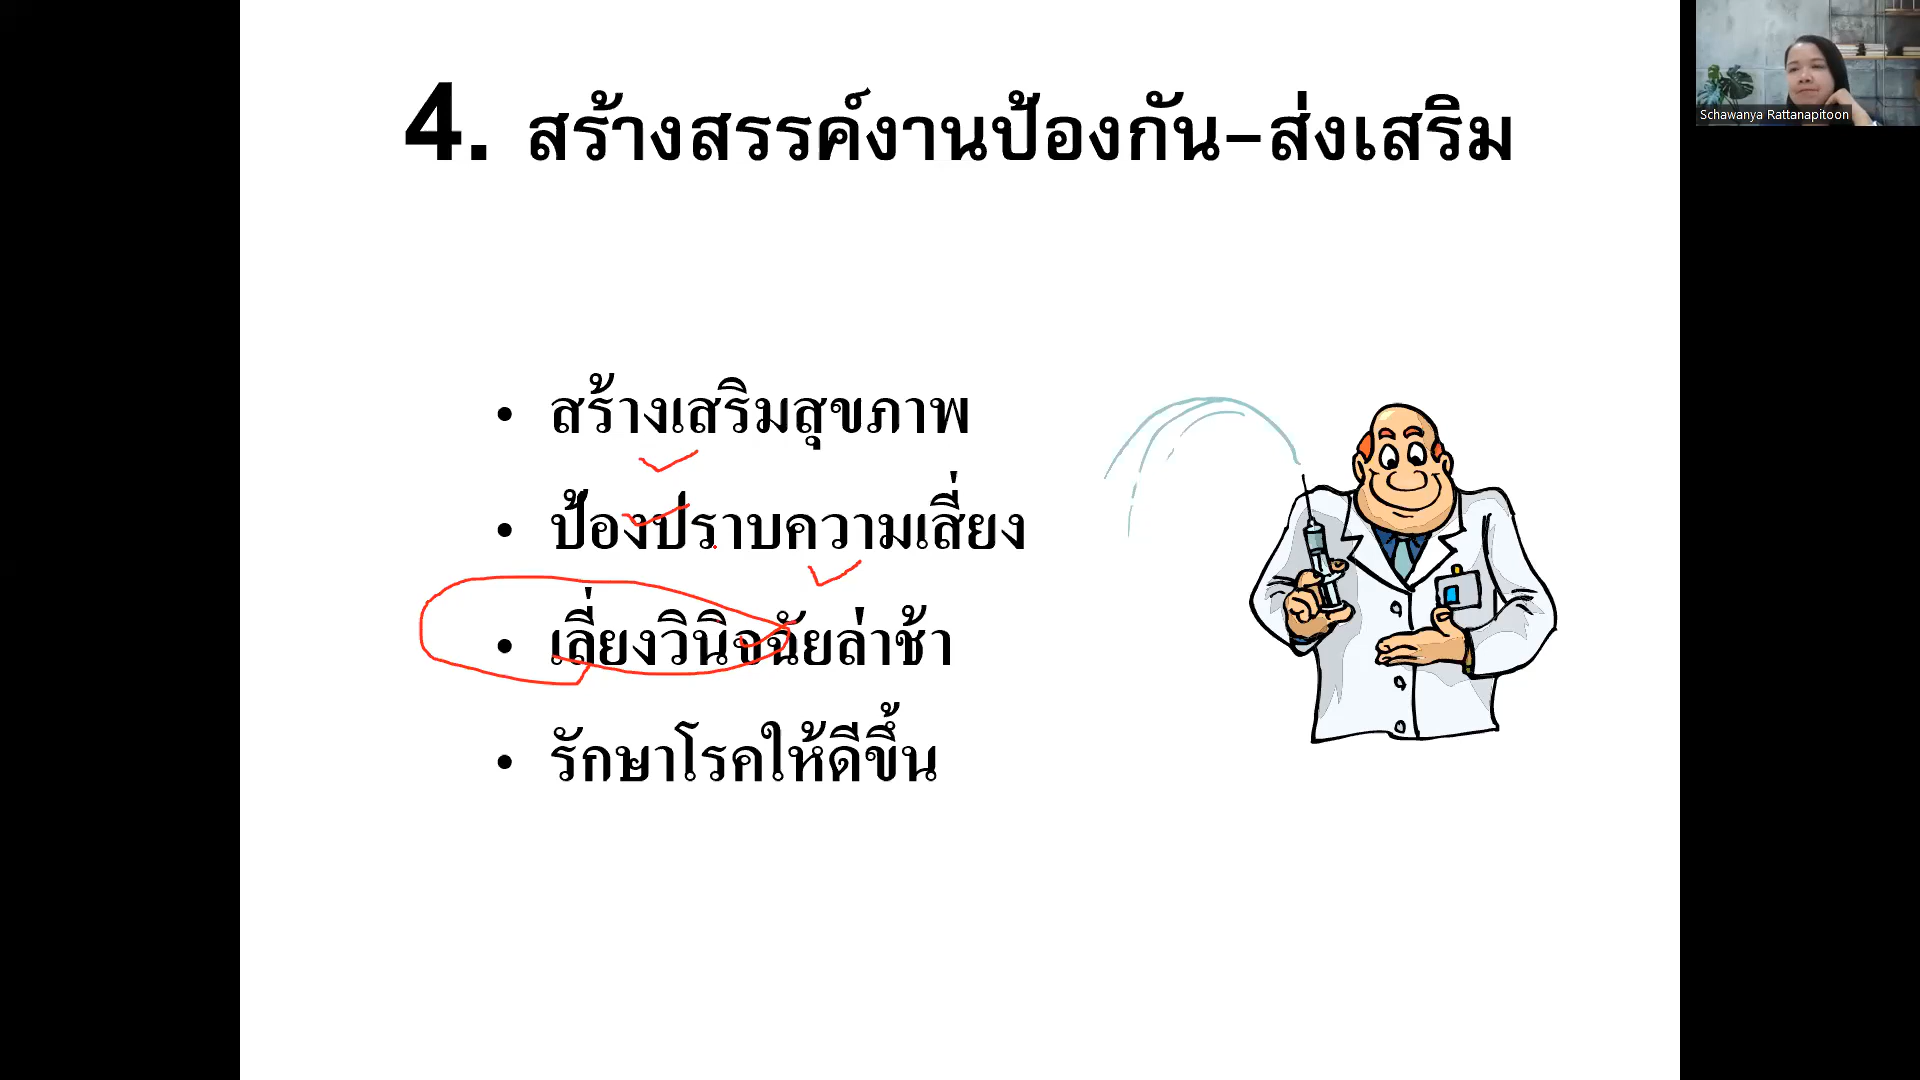 4. สร้างสรรค์งานป้องกัน-ส่งเสริม
Schawanya Rattanapitoon
• สร้างเสริมสุขภาพ
• ป้องปราบความเสี่ยง
• เลี่ยงวินิจฉัยล่าช้า
• รักษาโรคให้ดีขึ้น